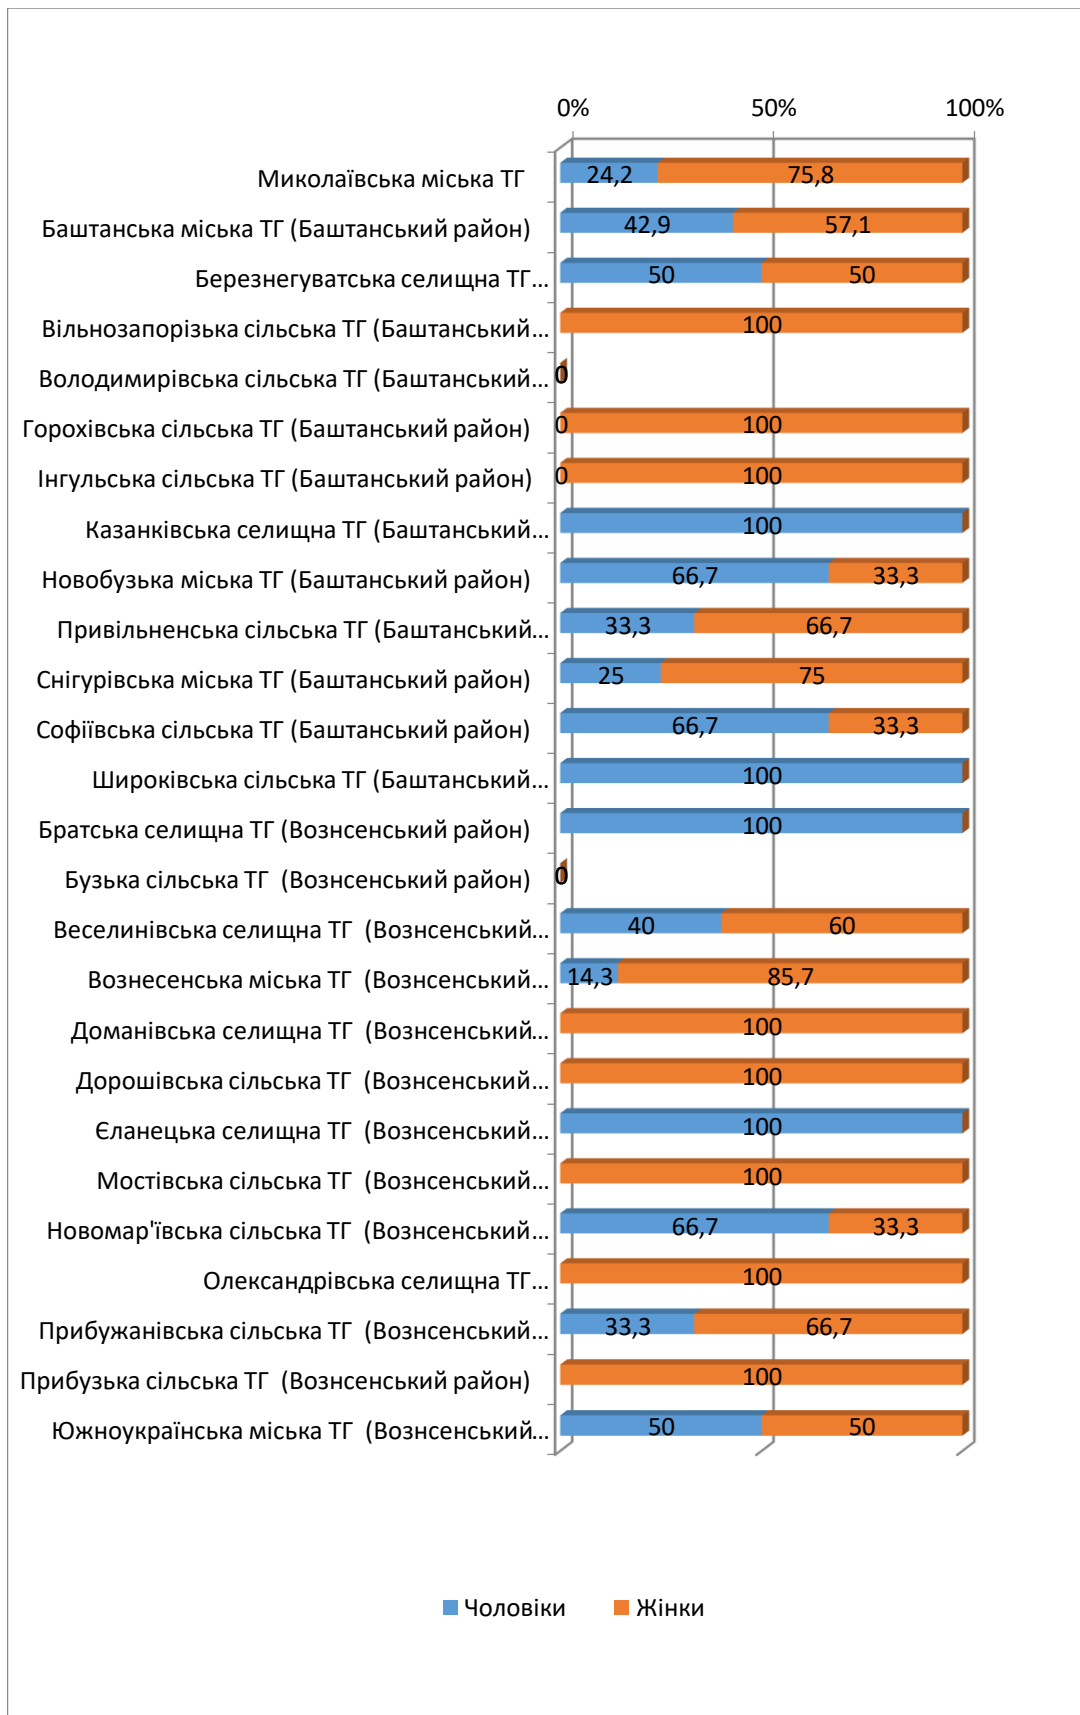 0% 50% 100%
Миколаївська міська ТГ 24,2 75,8
Баштанська міська ТГ (Баштанський район) 42,9 57,1
Березнегуватська селищна ТГ... 50 50
Вільнозапорізька сільська ТГ (Баштанський... 100
Володимирівська сільська ТГ (Баштанський... 0
Горохівська сільська ТГ (Баштанський район) 0 100
Інгульська сільська ТГ (Баштанський район) 0 100
Казанківська селищна ТГ (Баштанський... 100
Новобузька міська ТГ (Баштанський район) 66,7 33,3
Привільненська сільська ТГ (Баштанський... 33,3 66,7
Снігурівська міська ТГ (Баштанський район) 25 75
Софіївська сільська ТГ (Баштанський район) 66,7 33,3
Широківська сільська ТГ (Баштанський... 100
Братська селищна ТГ (Вознсенський район) 100
Бузька сільська ТГ (Вознсенський район) 0
Веселинівська селищна ТГ (Вознсенський... 40 60
Вознесенська міська ТГ (Вознсенський... 14,3 85,7
Доманівська селищна ТГ (Вознсенський... 100
Дорошівська сільська ТГ (Вознсенський... 100
Єланецька селищна ТГ (Вознсенський... 100
Мостівська сільська ТГ (Вознсенський... 100
Новомар'ївська сільська ТГ (Вознсенський... 66,7 33,3
Олександрівська селищна ТГ... 100
Прибужанівська сільська ТГ (Вознсенський... 33,3 66,7
Прибузька сільська ТГ (Вознсенський район) 100
Южноукраїнська міська ТГ (Вознсенський... 50 50
Чоловіки Жінки